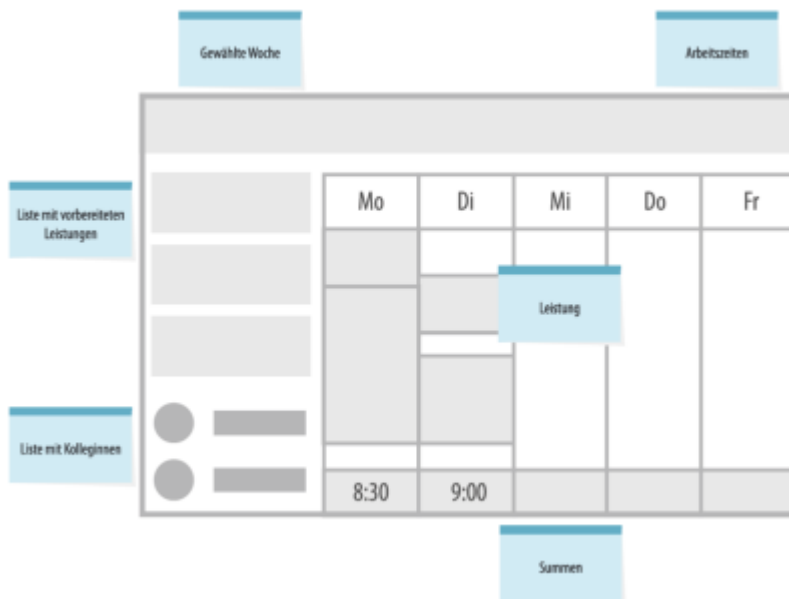 Gewählte Woche
Arbeitszeiten
Liste mit vorbereiteten
Leistungen
Mo Di Mi Do Fr
Leistung
Liste mit Kolleginnen
8:30 9:00
Summen